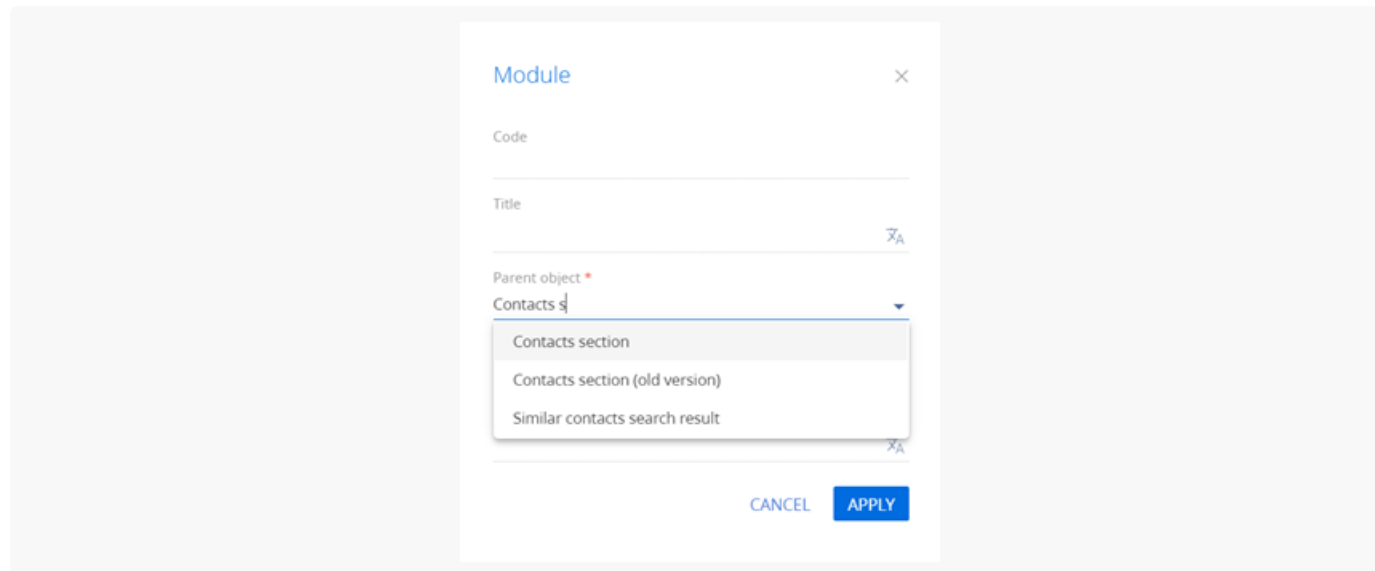 Module
Code
Title
Parent object *
Contacts s
Contacts section
Contacts section (old version)
Similar contacts search result
CANCEL APPLY